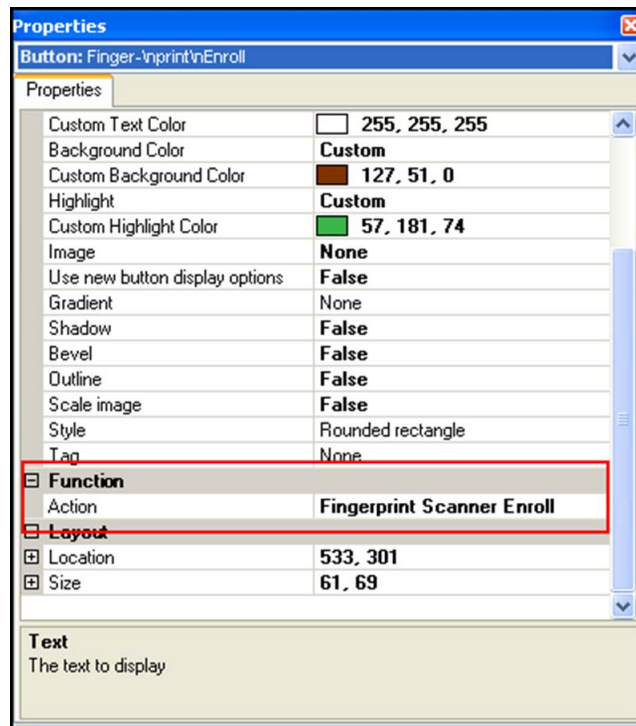 Properties
Button: Finger-\nprint\nEnroll
Properties
Custom Text Color 255, 255, 255
Background Color Custom
Custom Background Color 127, 51, 0
Highlight Custom
Custom Highlight Color 57, 181, 74
Image None
Use new button display options False
Gradient None
Shadow False
Bevel False
Outline False
Scale image False
Style Rounded rectangle
Tag None
Function
Action Fingerprint Scanner Enroll
Layout
Location 533, 301
Size 61, 69
Text
The text to display